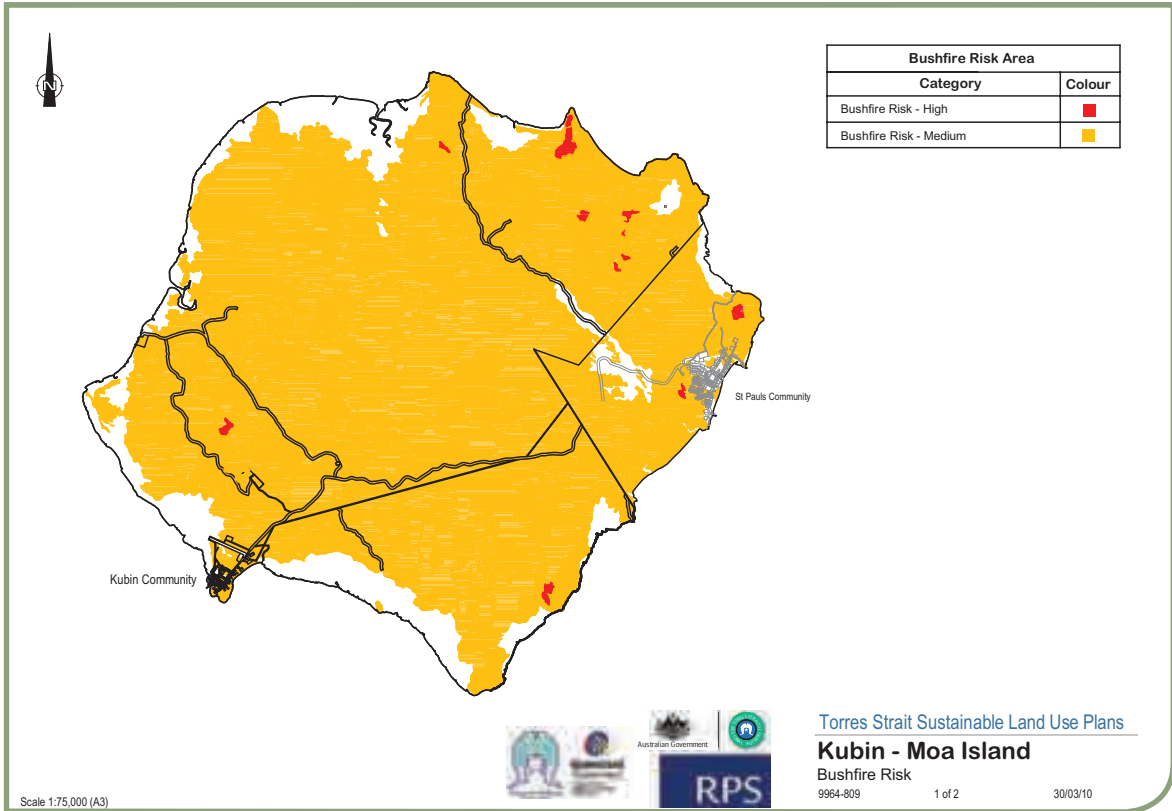 N
Bushfire Risk Area
Category Colour
Bushfire Risk - High
Bushfire Risk - Medium
St Pauls Community
Kubin Community
Australian Government
RPS
Torres Strait Sustainable Land Use Plans
Kubin - Moa Island
Bushfire Risk
9964-809 1 of 2 30/03/10
Scale 1:75,000 (A3)